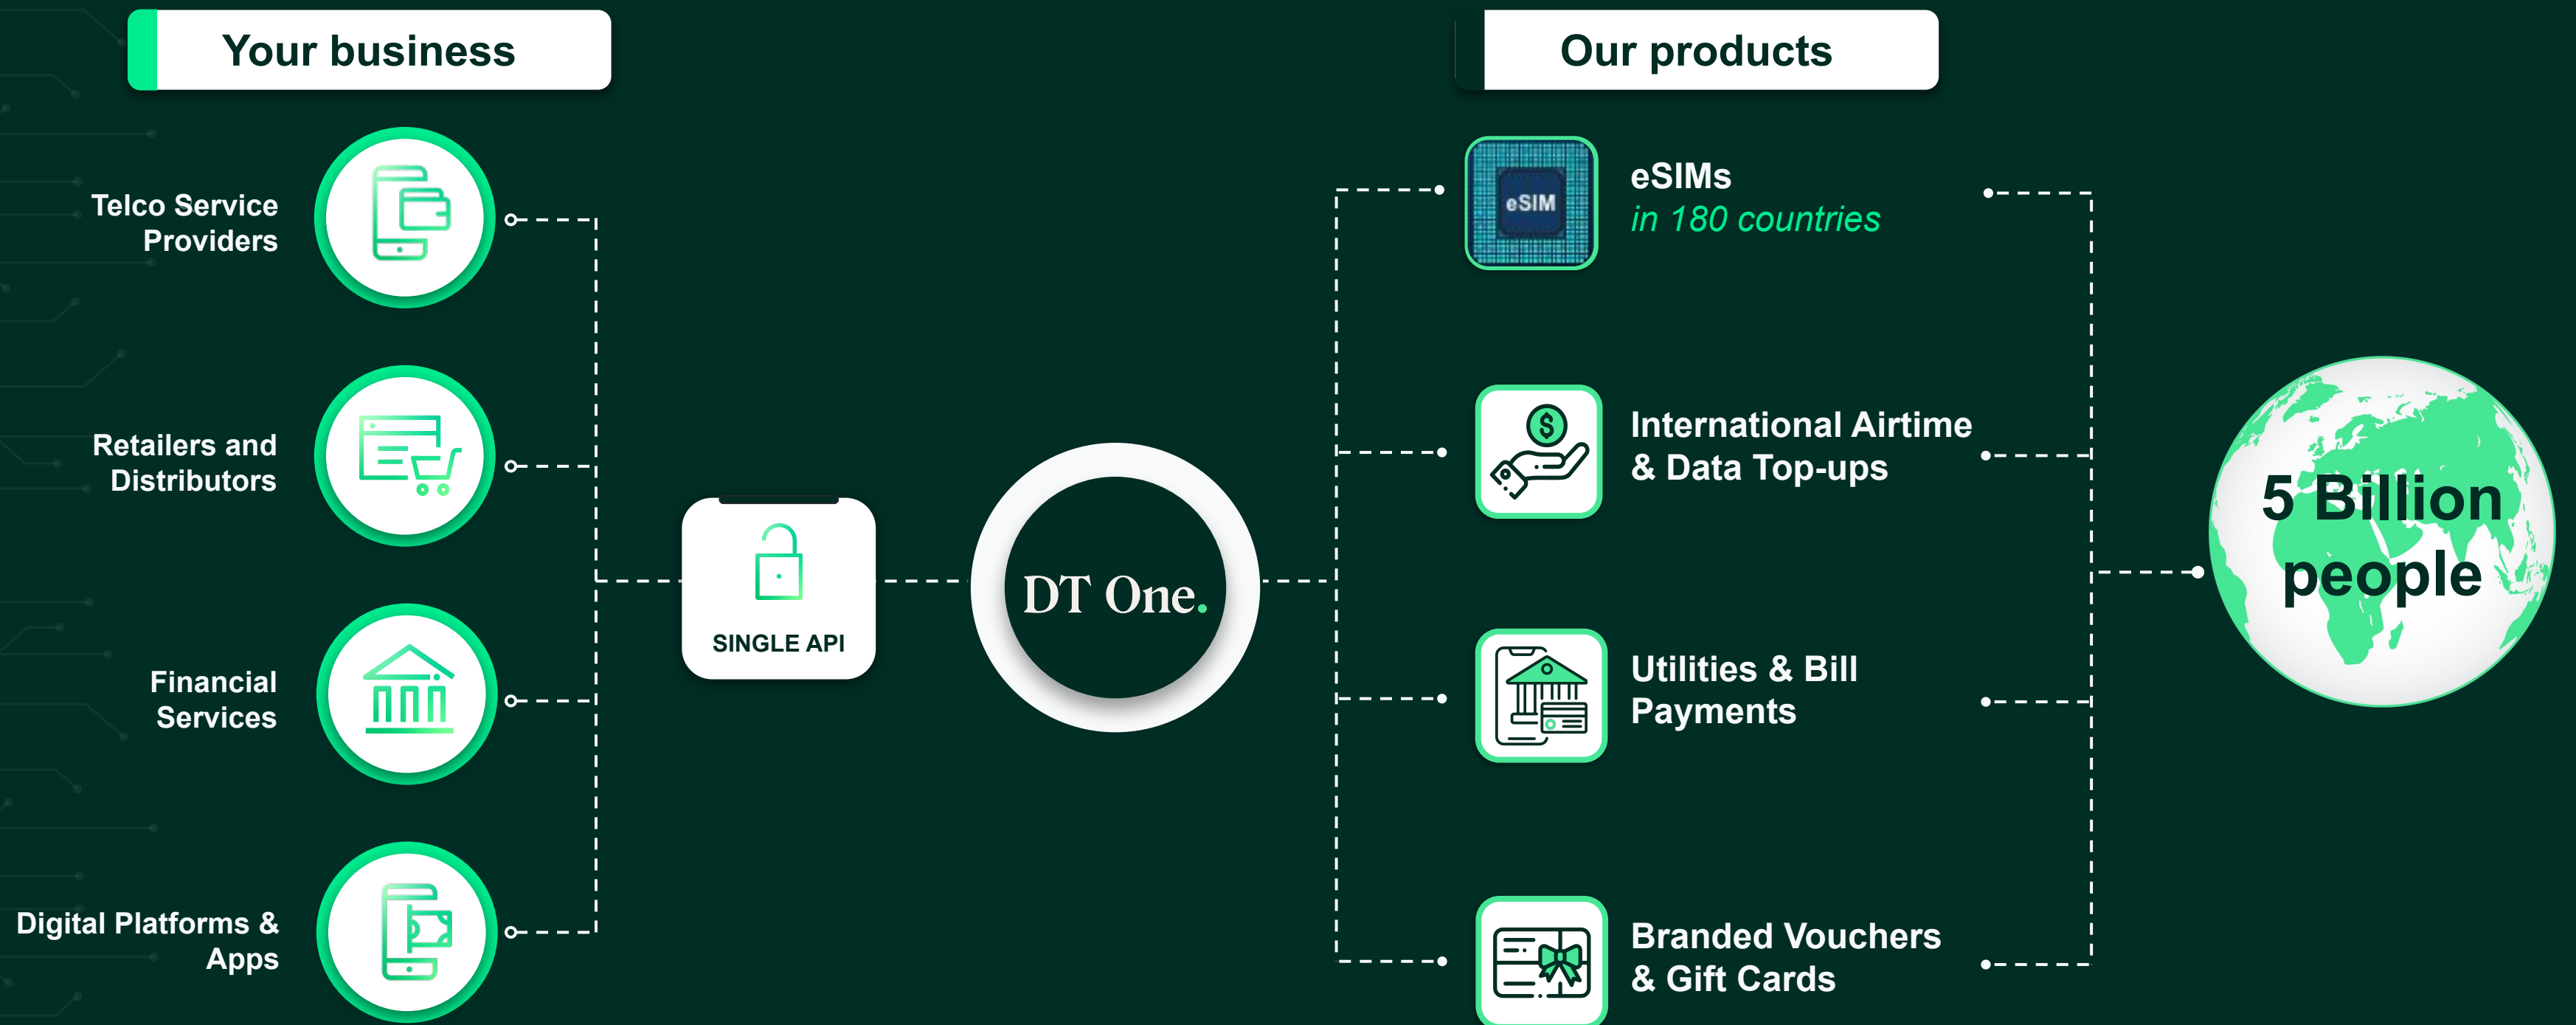 Your business
Our products
Telco Service
Providers
Retailers and
Distributors
Financial
Services
Digital Platforms &
Apps
SINGLE API
DT One.
eSIM
eSIMs
in 180 countries
$
International Airtime
& Data Top-ups
Utilities & Bill
Payments
Branded Vouchers
& Gift Cards
5 Billion
people